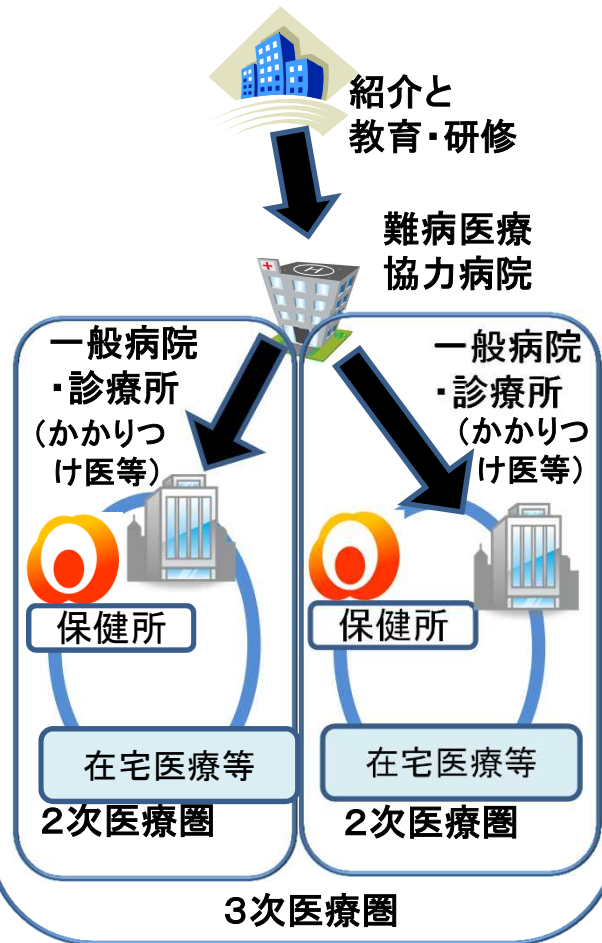 紹介と
教育・研修
難病医療
協力病院
一般病院
・診療所
（かかりつ
け医等）
保健所
在宅医療等
２次医療圏
一般病院
・診療所
（かかりつ
け医等）
保健所
在宅医療等
２次医療圏
３次医療圏